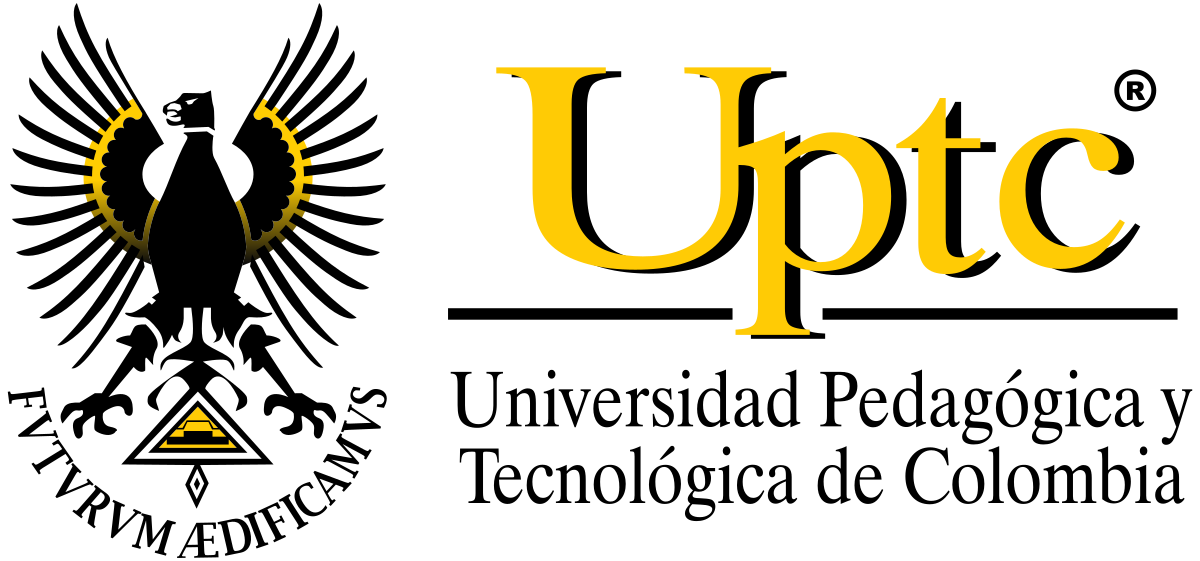 FVTVRVM ÆDIFICAMVS
Uptc®
Universidad Pedagógica y
Tecnológica de Colombia